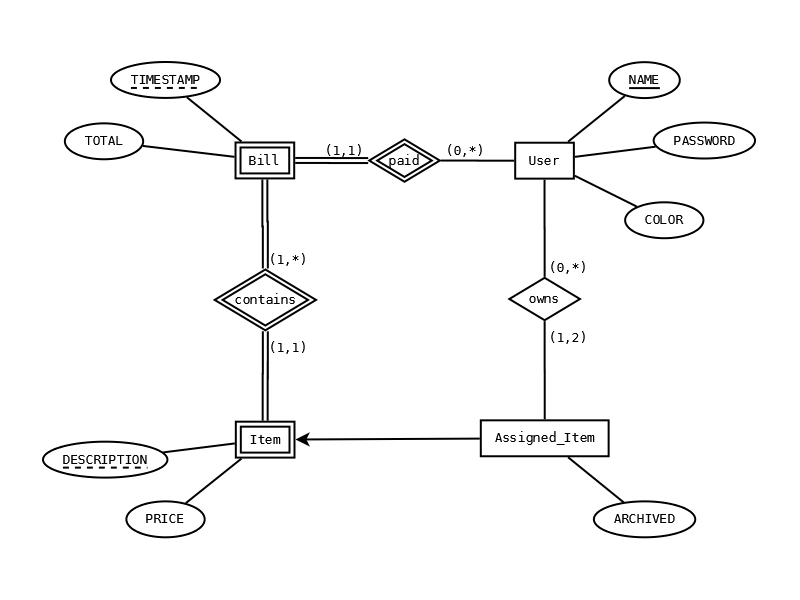 TIMESTAMP
NAME
TOTAL
PASSWORD
Bill
(1,1)
paid
(0,*)
User
COLOR
(1,*)
(0,*)
contains
owns
(1,1)
(1,2)
Item
Assigned_Item
DESCRIPTION
PRICE
ARCHIVED